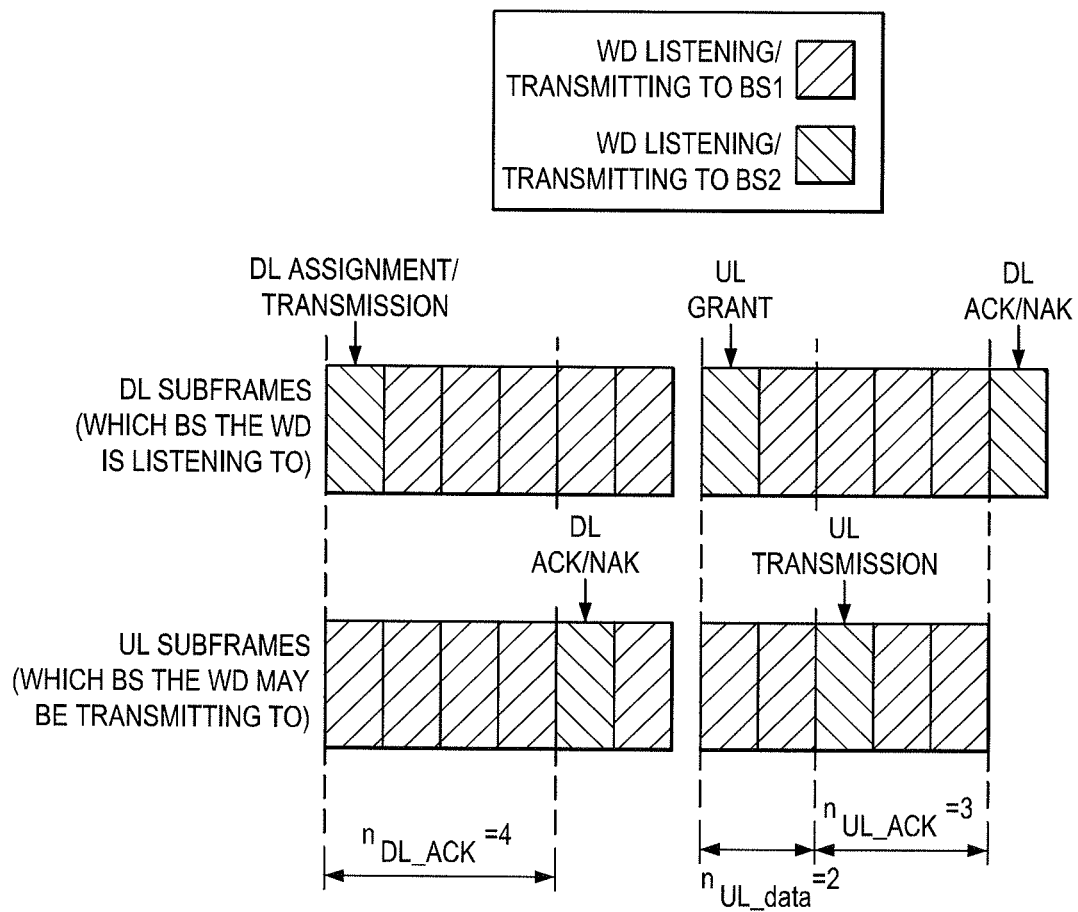 WD LISTENING/
TRANSMITTING TO BS1
WD LISTENING/
TRANSMITTING TO BS2
DL ASSIGNMENT/
TRANSMISSION
UL
GRANT
DL
ACK/NAK
DL SUBFRAMES
(WHICH BS THE WD
IS LISTENING TO)
DL
ACK/NAK
UL
TRANSMISSION
UL SUBFRAMES
(WHICH BS THE WD MAY
BE TRANSMITTING TO)
n DL_ACK =4
n UL_ACK =3
n UL_data =2